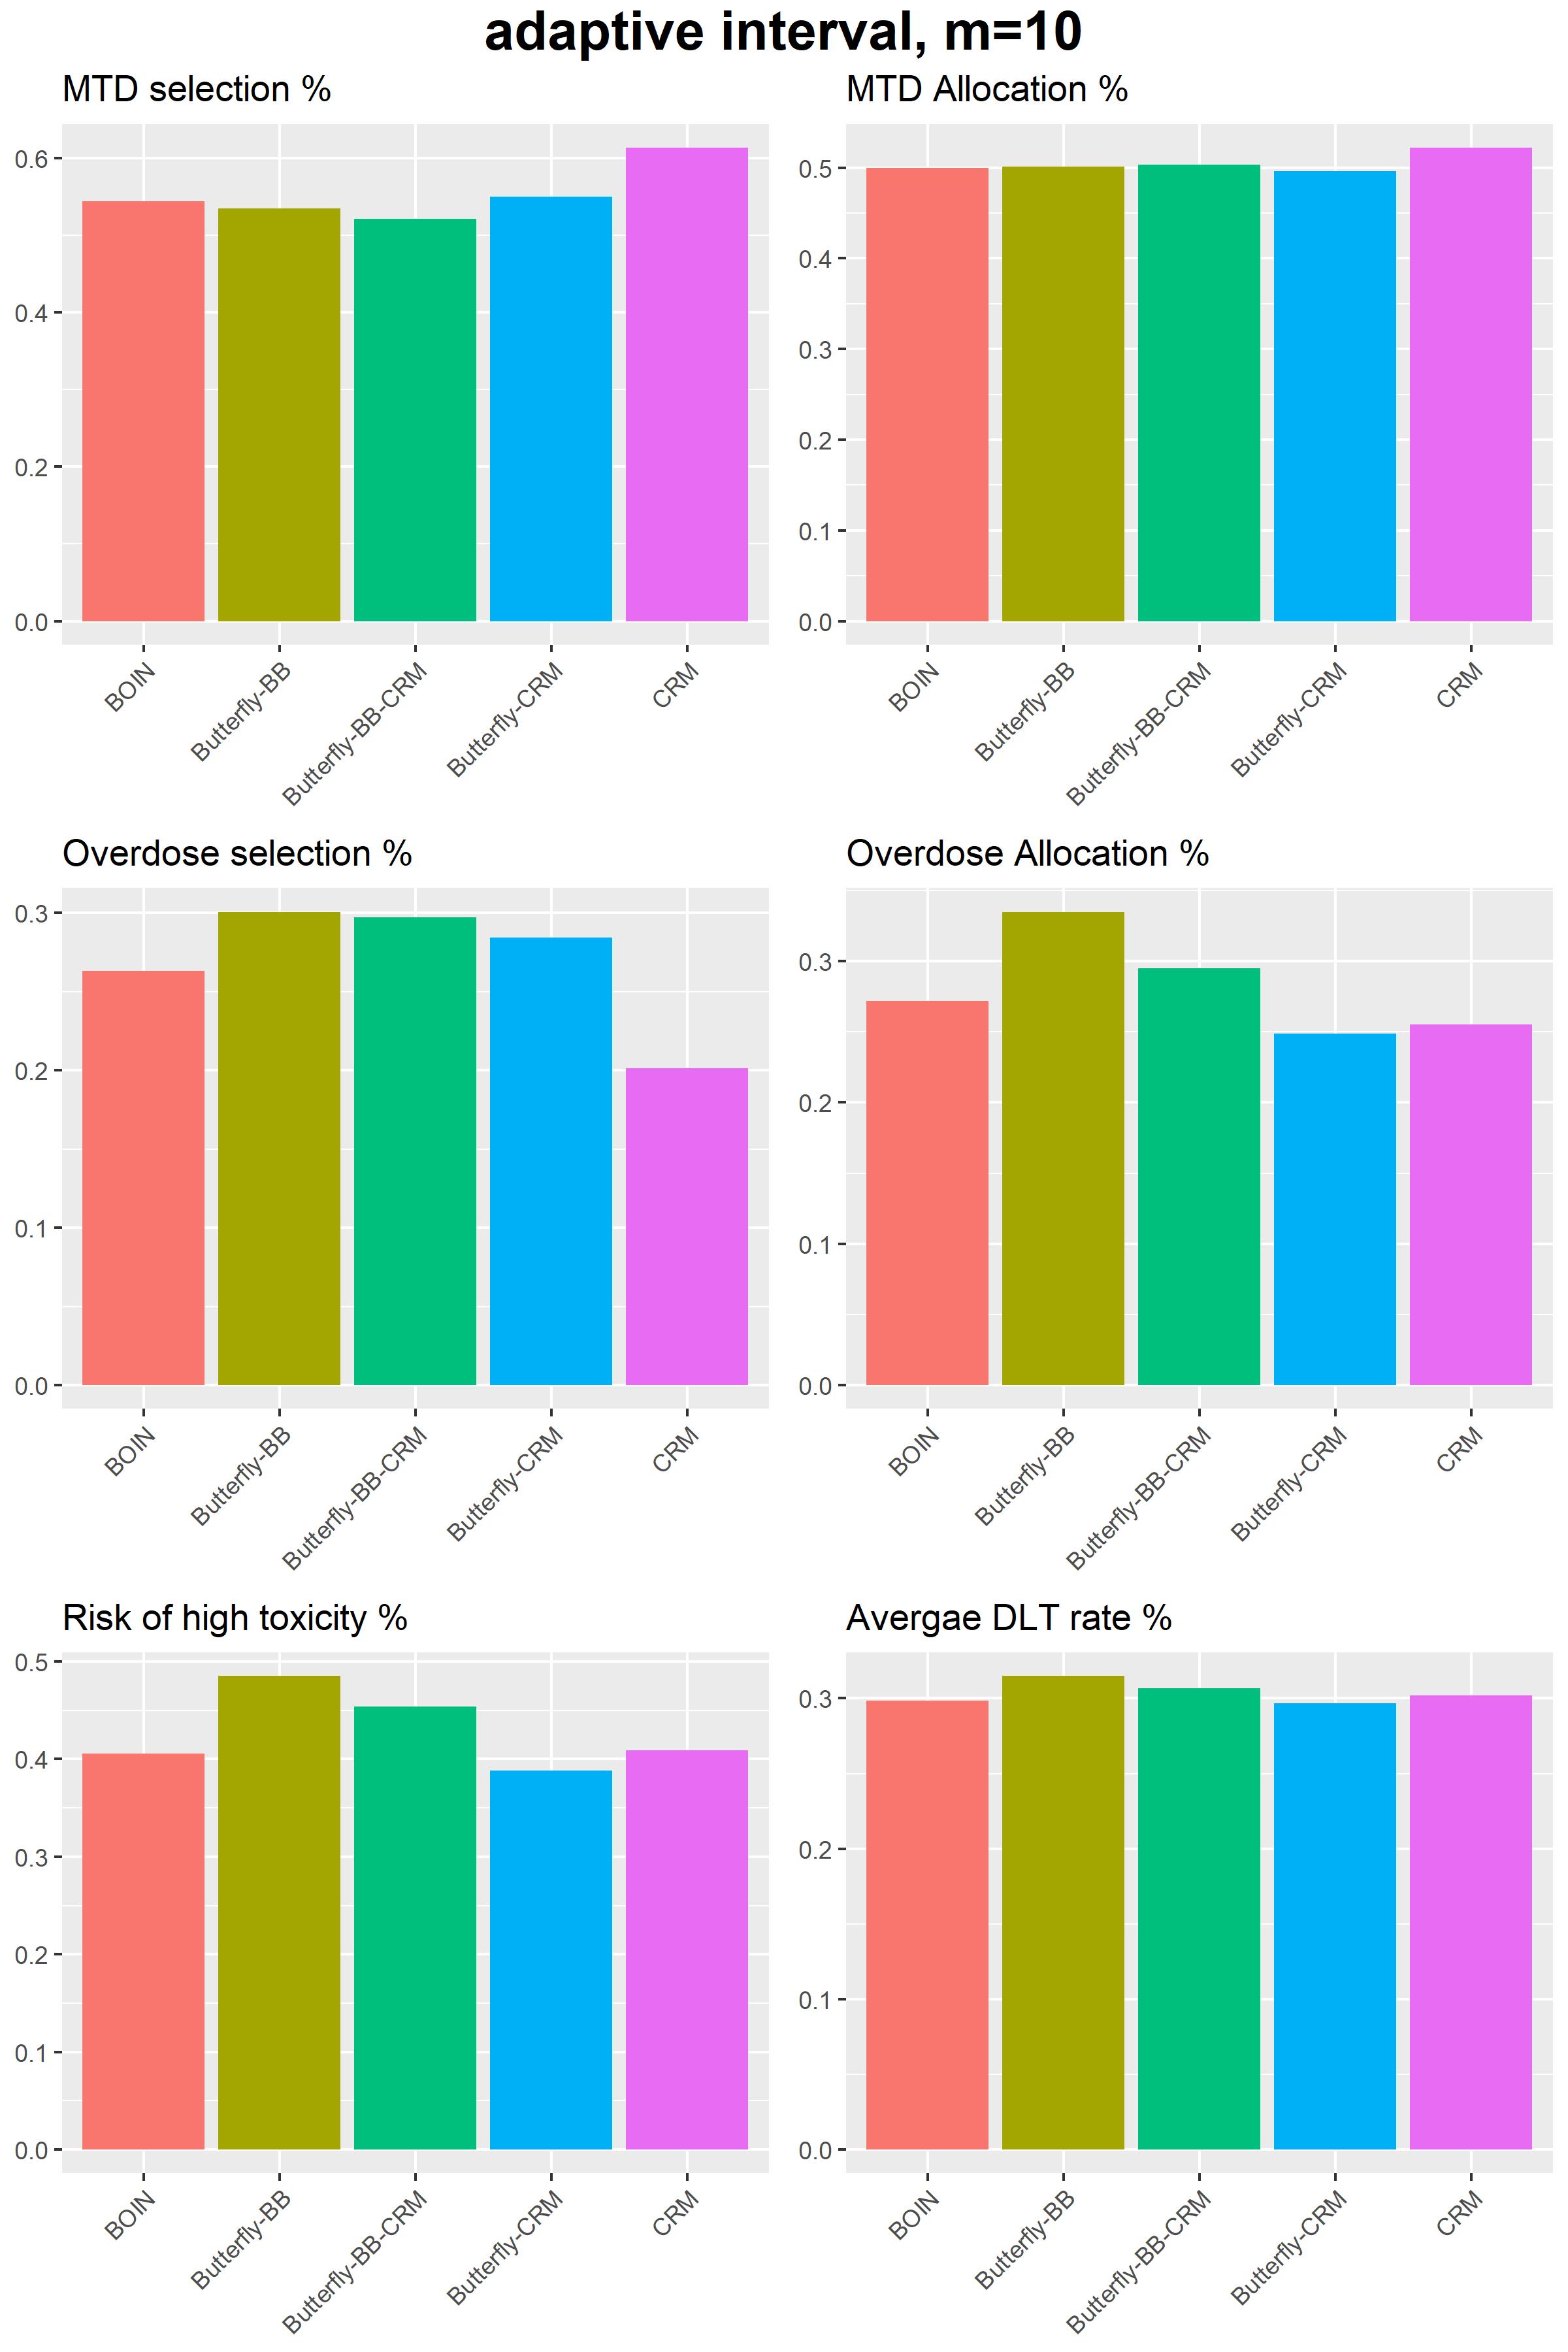 adaptive interval, m=10
MTD selection %
0.6
0.4
0.2
0.0
BOIN
Butterfly-BB
Butterfly-BB-CRM
Butterfly-CRM
CRM
MTD Allocation %
0.5
0.4
0.3
0.2
0.1
0.0
BOIN
Butterfly-BB
Butterfly-BB-CRM
Butterfly-CRM
CRM
Overdose selection %
0.3
0.2
0.1
0.0
BOIN
Butterfly-BB
Butterfly-BB-CRM
Butterfly-CRM
CRM
Overdose Allocation %
0.3
0.2
0.1
0.0
BOIN
Butterfly-BB
Butterfly-BB-CRM
Butterfly-CRM
CRM
Risk of high toxicity %
0.5
0.4
0.3
0.2
0.1
0.0
BOIN
Butterfly-BB
Butterfly-BB-CRM
Butterfly-CRM
CRM
Avergae DLT rate %
0.3
0.2
0.1
0.0
BOIN
Butterfly-BB
Butterfly-BB-CRM
Butterfly-CRM
CRM